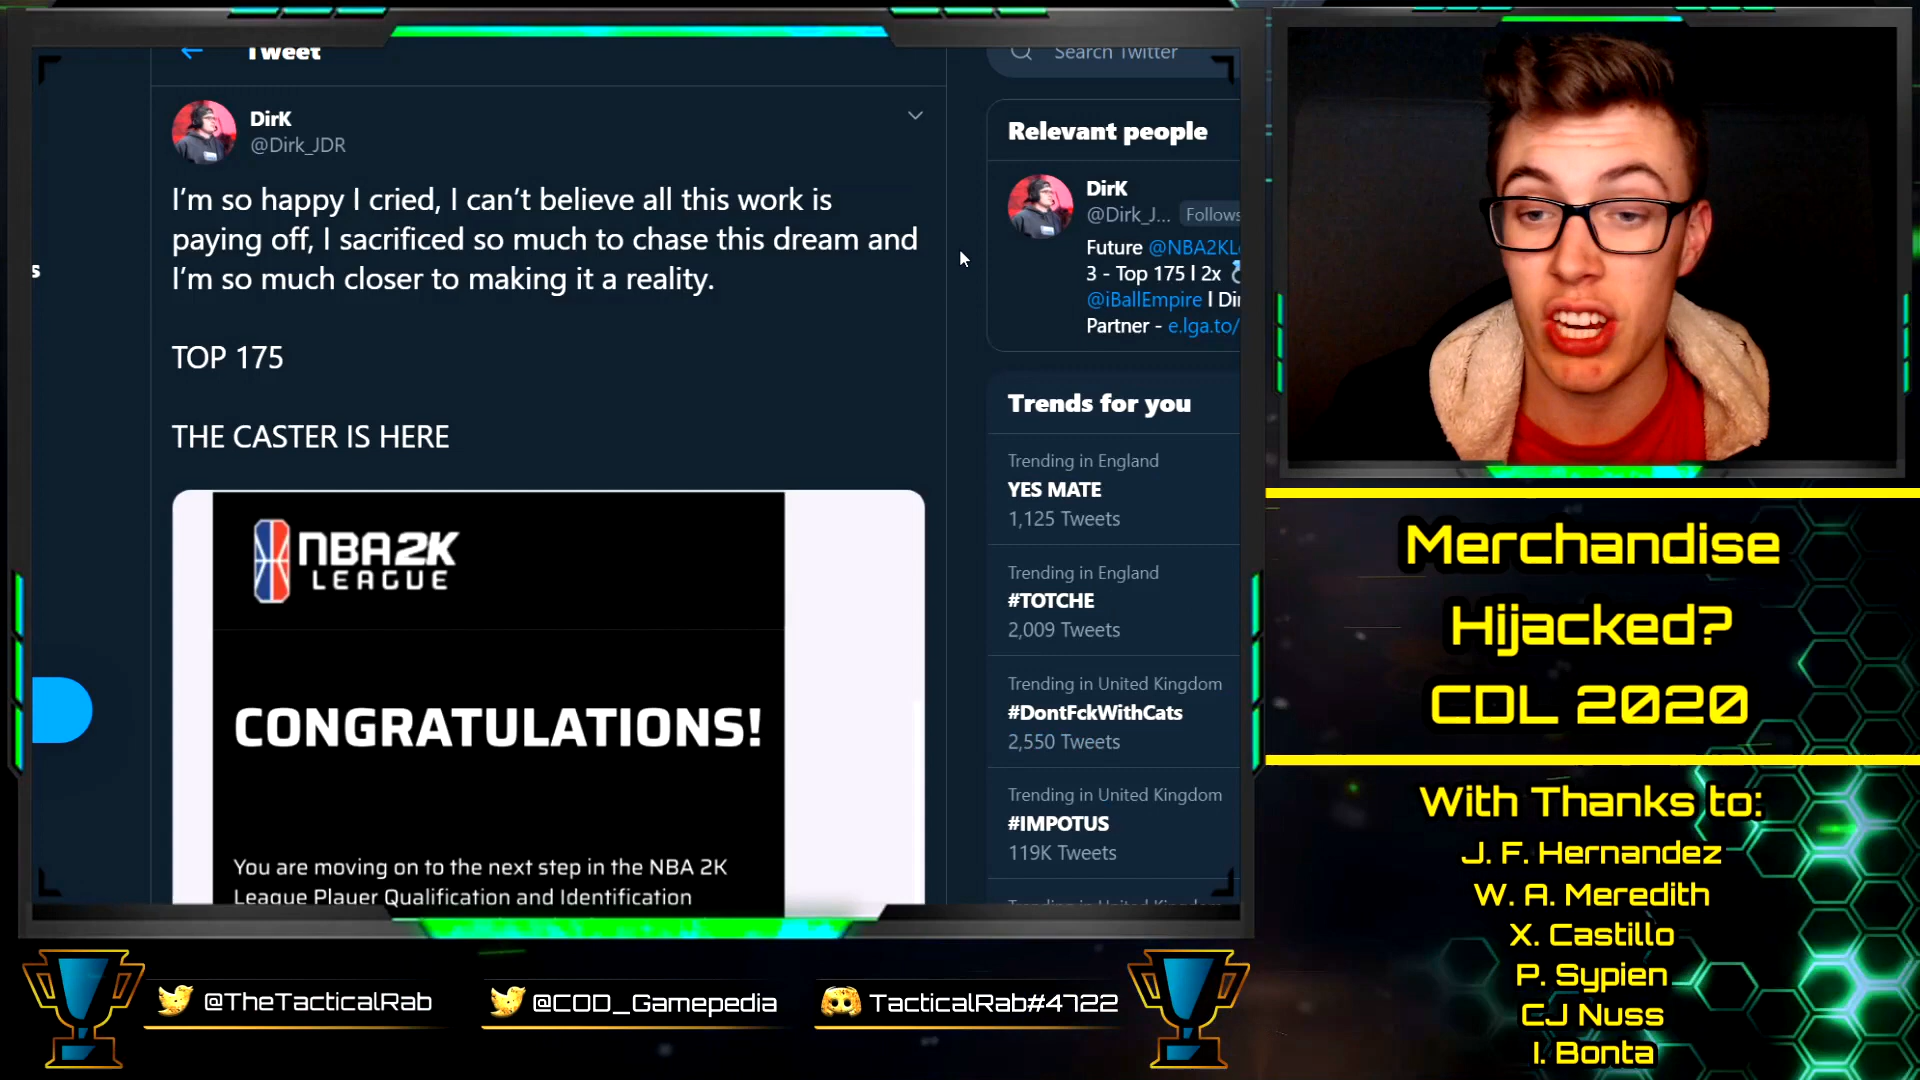 Tweet
Search Twitter
DirK
@Dirk_JDR
I'm so happy I cried, I can't believe all this work is
paying off, I sacrificed so much to chase this dream and
I'm so much closer to making it a reality.
TOP 175
THE CASTER IS HERE
NBA2K
LEAGUE
CONGRATULATIONS!
You are moving on to the next step in the NBA 2K
League Player Qualification and Identification
s
Relevant people
DirK
@Dirk_J... Follows
Future @NBA2KL
3 - Top 175 l 2x
@iBallEmpire l Dir
Partner - e.lga.to/
Trends for you
Trending in England
YES MATE
1,125 Tweets
Trending in England
#TOTCHE
2,009 Tweets
Trending in United Kingdom
#DontFckWithCats
2,550 Tweets
Trending in United Kingdom
#IMPOTUS
119K Tweets
Trending in United Kingdom
Merchandise
Hijacked?
CDL 2020
With Thanks to:
J. F. Hernandez
W. A. Meredith
X. Castillo
P. Sypien
CJ Nuss
I. Bonta
@TheTacticalRab
@COD_Gamepedia
TacticalRab#4722